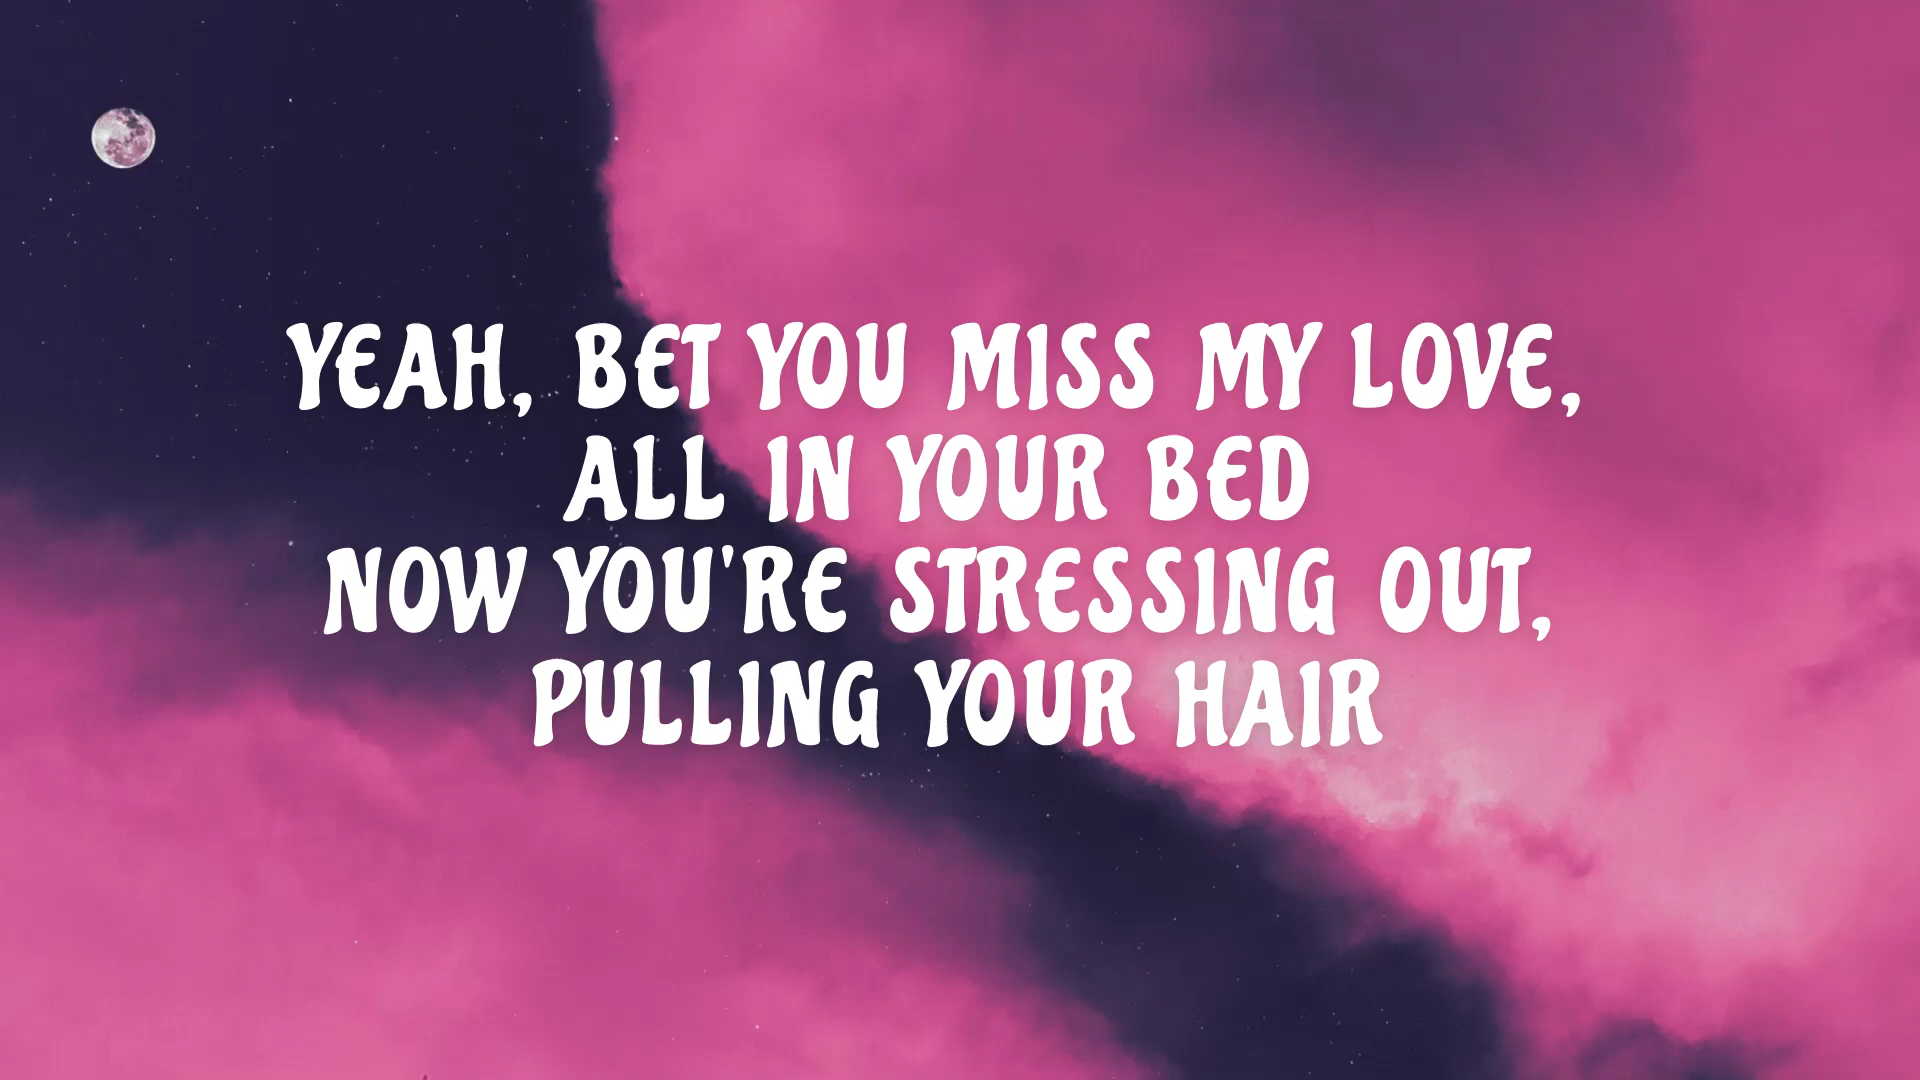 YEAH, BET YOU MISS MY LOVE,
ALL IN YOUR BED
NOW YOU'RE STRESSING OUT,
PULLING YOUR HAIR